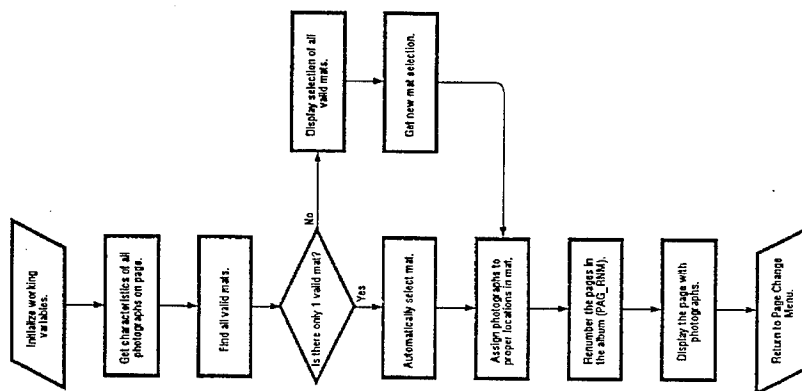 Initialize working
variables.
Get characteristics of all
photographs on page.
Find all valid mats.
Is there only 1 valid mat?
No
Yes
Display selection of all
valid mats.
Get new mat selection.
Automatically select mat.
Assign photographs to
proper locations in mat.
Renumber the pages in
the album (PAG_RNM).
Display the page with
photographs.
Return to Page Change
Menu.